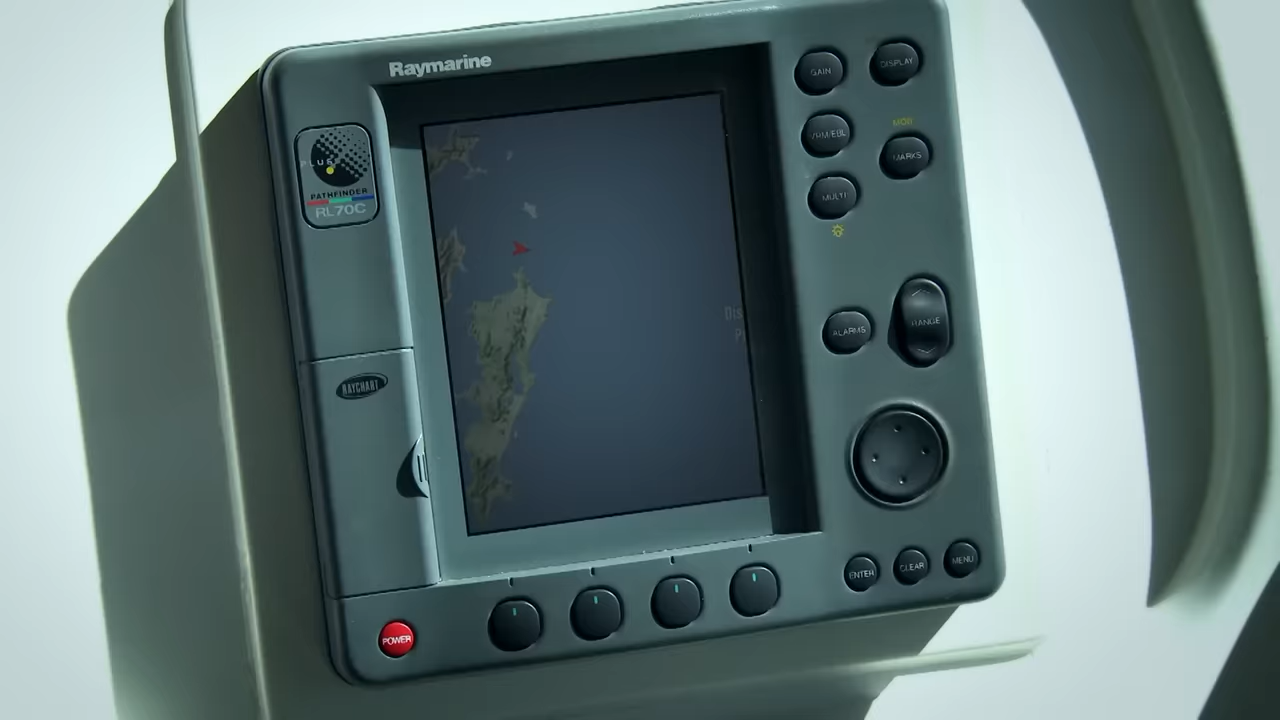 Raymarine
PLUS
PATHFINDER
RL70C
RAYCHART
GAIN
DISPLAY
VRM/EBL
MOB
MARKS
MULTI
ALARMS
RANGE
ENTER
CLEAR
MENU
POWER